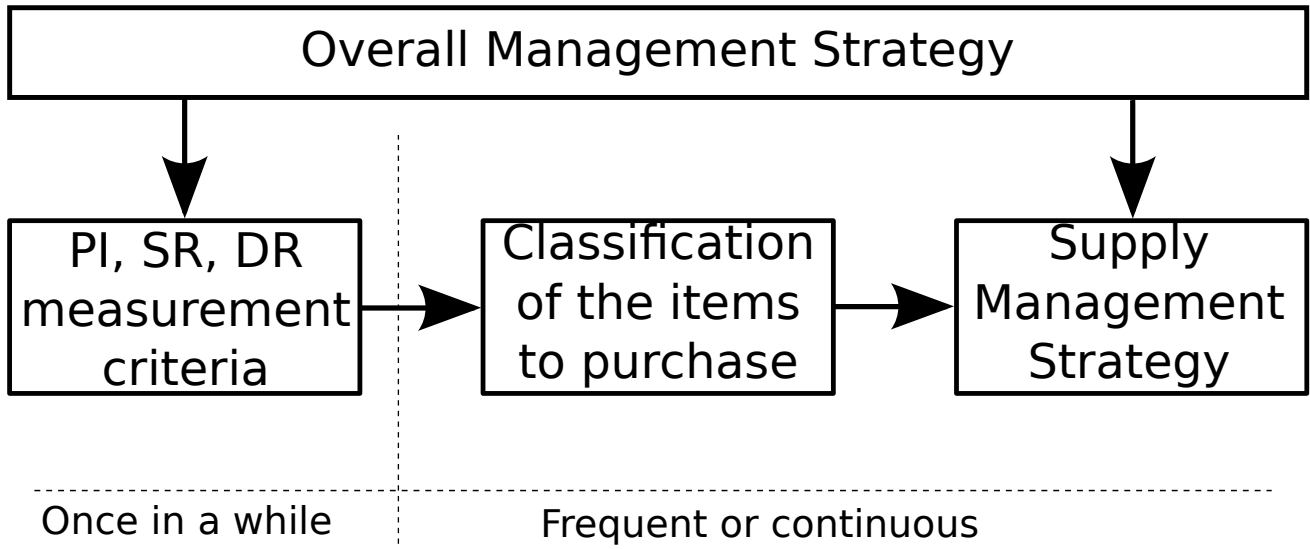 Overall Management Strategy
PI, SR, DR
measurement
criteria
Classification
of the items
to purchase
Supply
Management
Strategy
Once in a while
Frequent or continuous